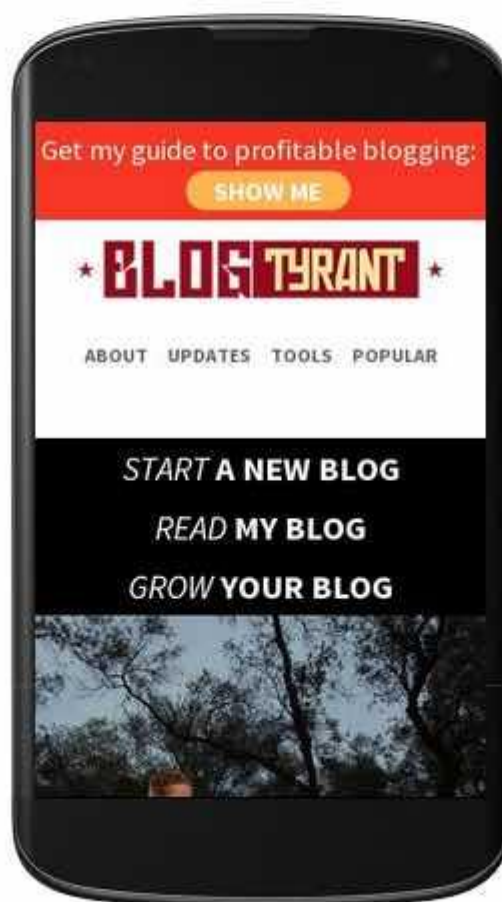 Get my guide to profitable blogging:
SHOW ME
BLOG TYRANT
ABOUT UPDATES TOOLS POPULAR
START A NEW BLOG
READ MY BLOG
GROW YOUR BLOG